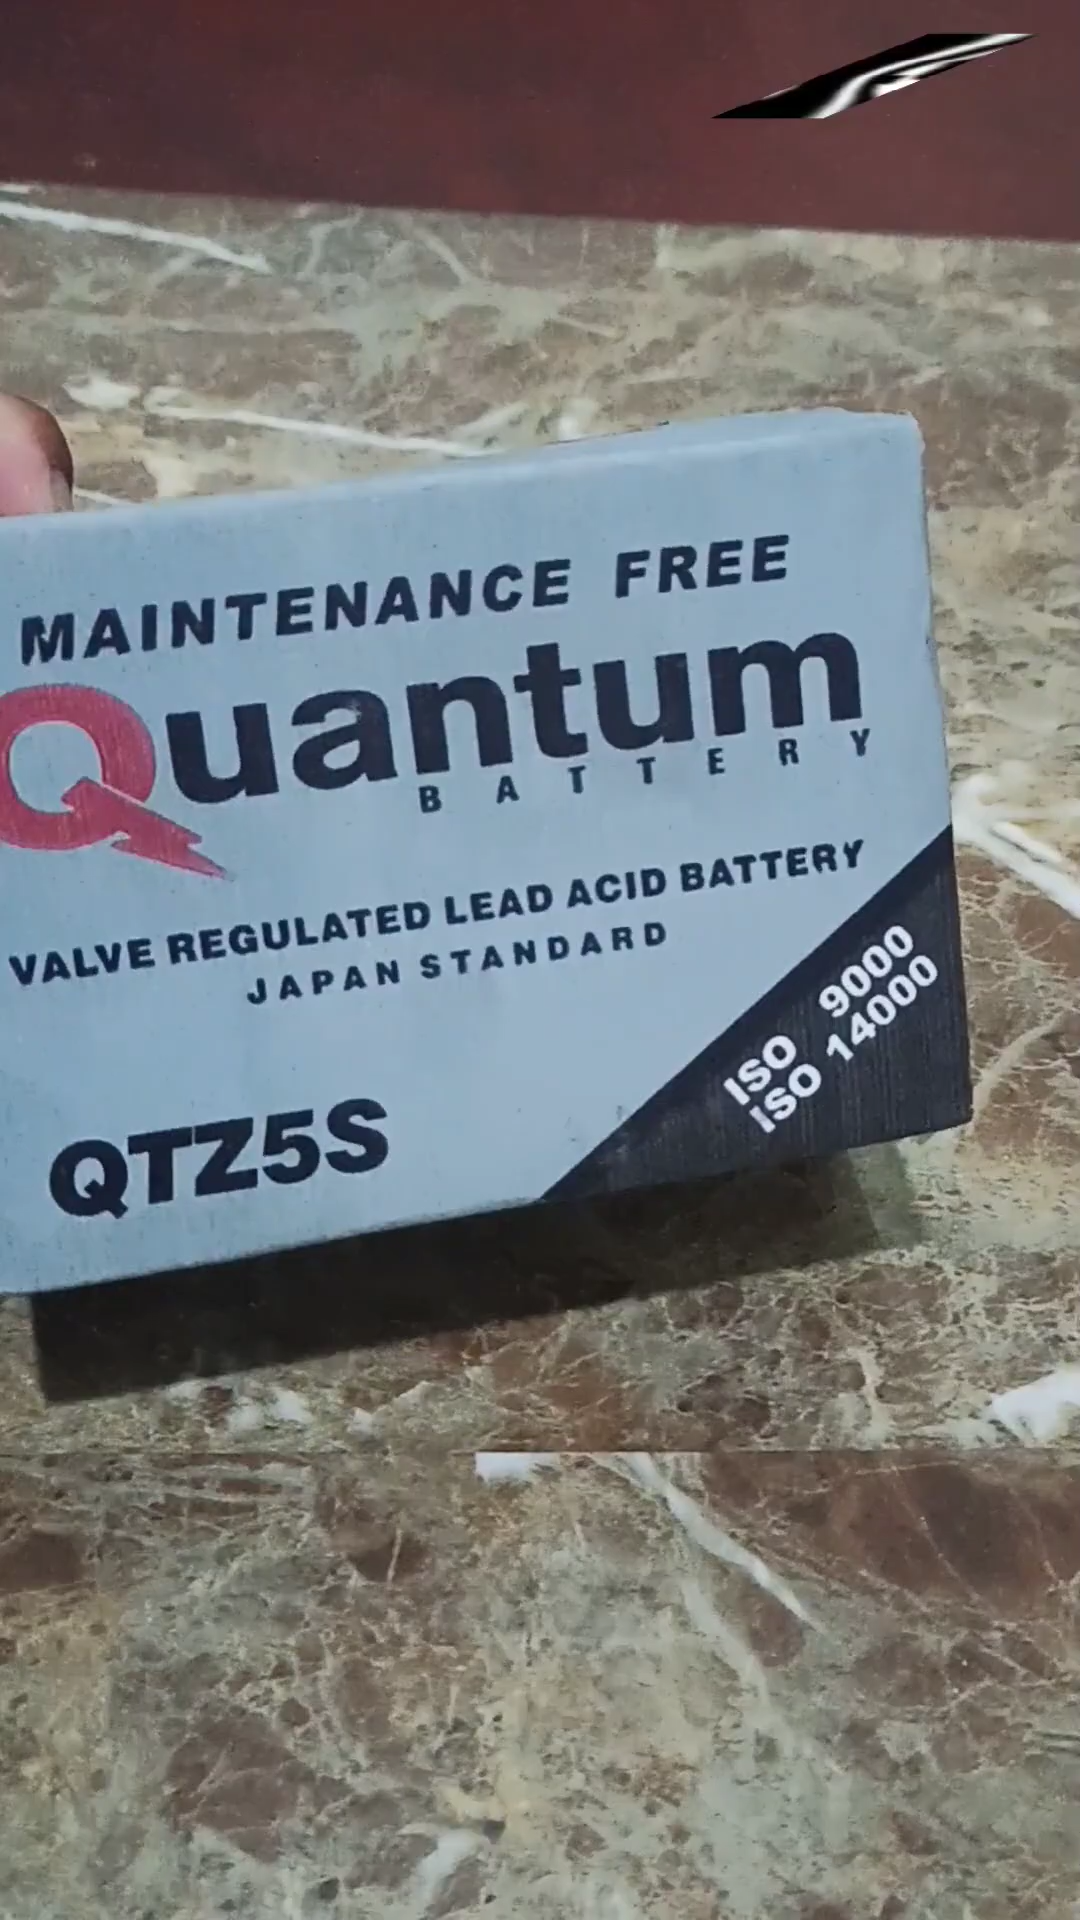 MAINTENANCE FREE
Quantum
BATTERY
VALVE REGULATED LEAD ACID BATTERY
JAPAN STANDARD
ISO 9000
ISO 14000
QTZ5S